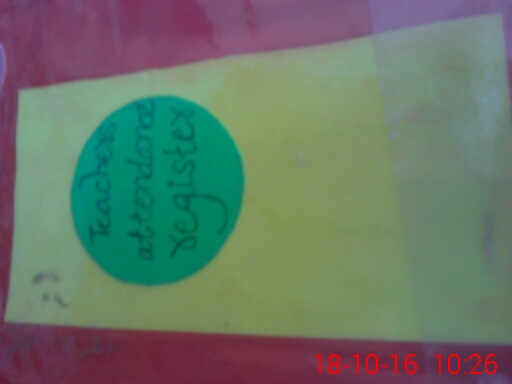 Teachers
attendance
register
18-10-16 10:26